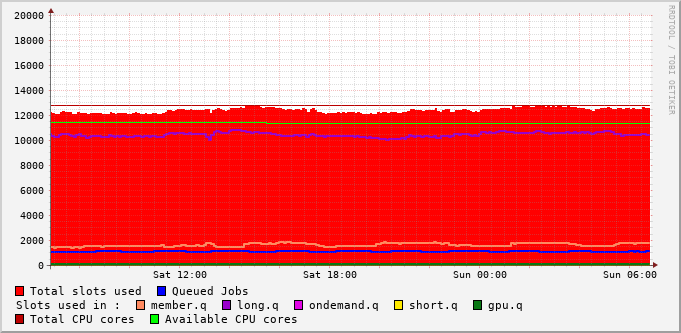 RRDTOOL / TOBI OETIKER
20000
18000
16000
14000
12000
10000
8000
6000
4000
2000
0
Sat 12:00 Sat 18:00 Sun 00:00 Sun 06:00
Total slots used Queued Jobs
Slots used in : member.q long.q ondemand.q short.q gpu.q
Total CPU cores Available CPU cores